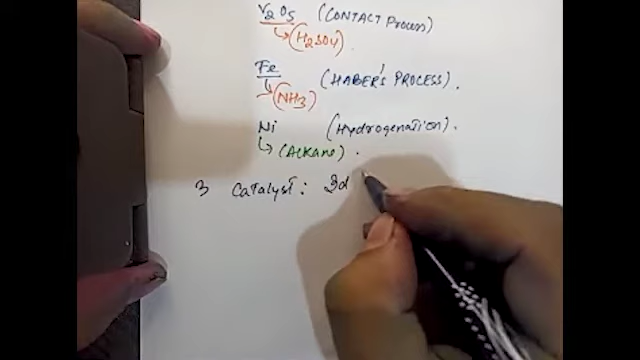 V2O5 (CONTACT Process)
(H2SO4).
Fe (HABER'S PROCESS).
(NH3)
Ni (Hydrogenation).
(Alkane).
3 Catalyst: 3d